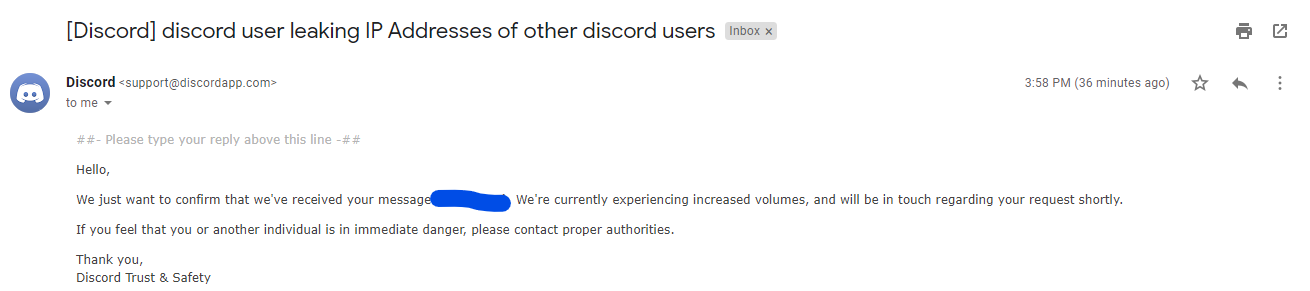 [Discord] discord user leaking IP Addresses of other discord users Inbox ×
Discord <support@discordapp.com> 3:58 PM (36 minutes ago)
to me
##- Please type your reply above this line -##
Hello,
We just want to confirm that we've received your message . We're currently experiencing increased volumes, and will be in touch regarding your request shortly.
If you feel that you or another individual is in immediate danger, please contact proper authorities.
Thank you,
Discord Trust & Safety